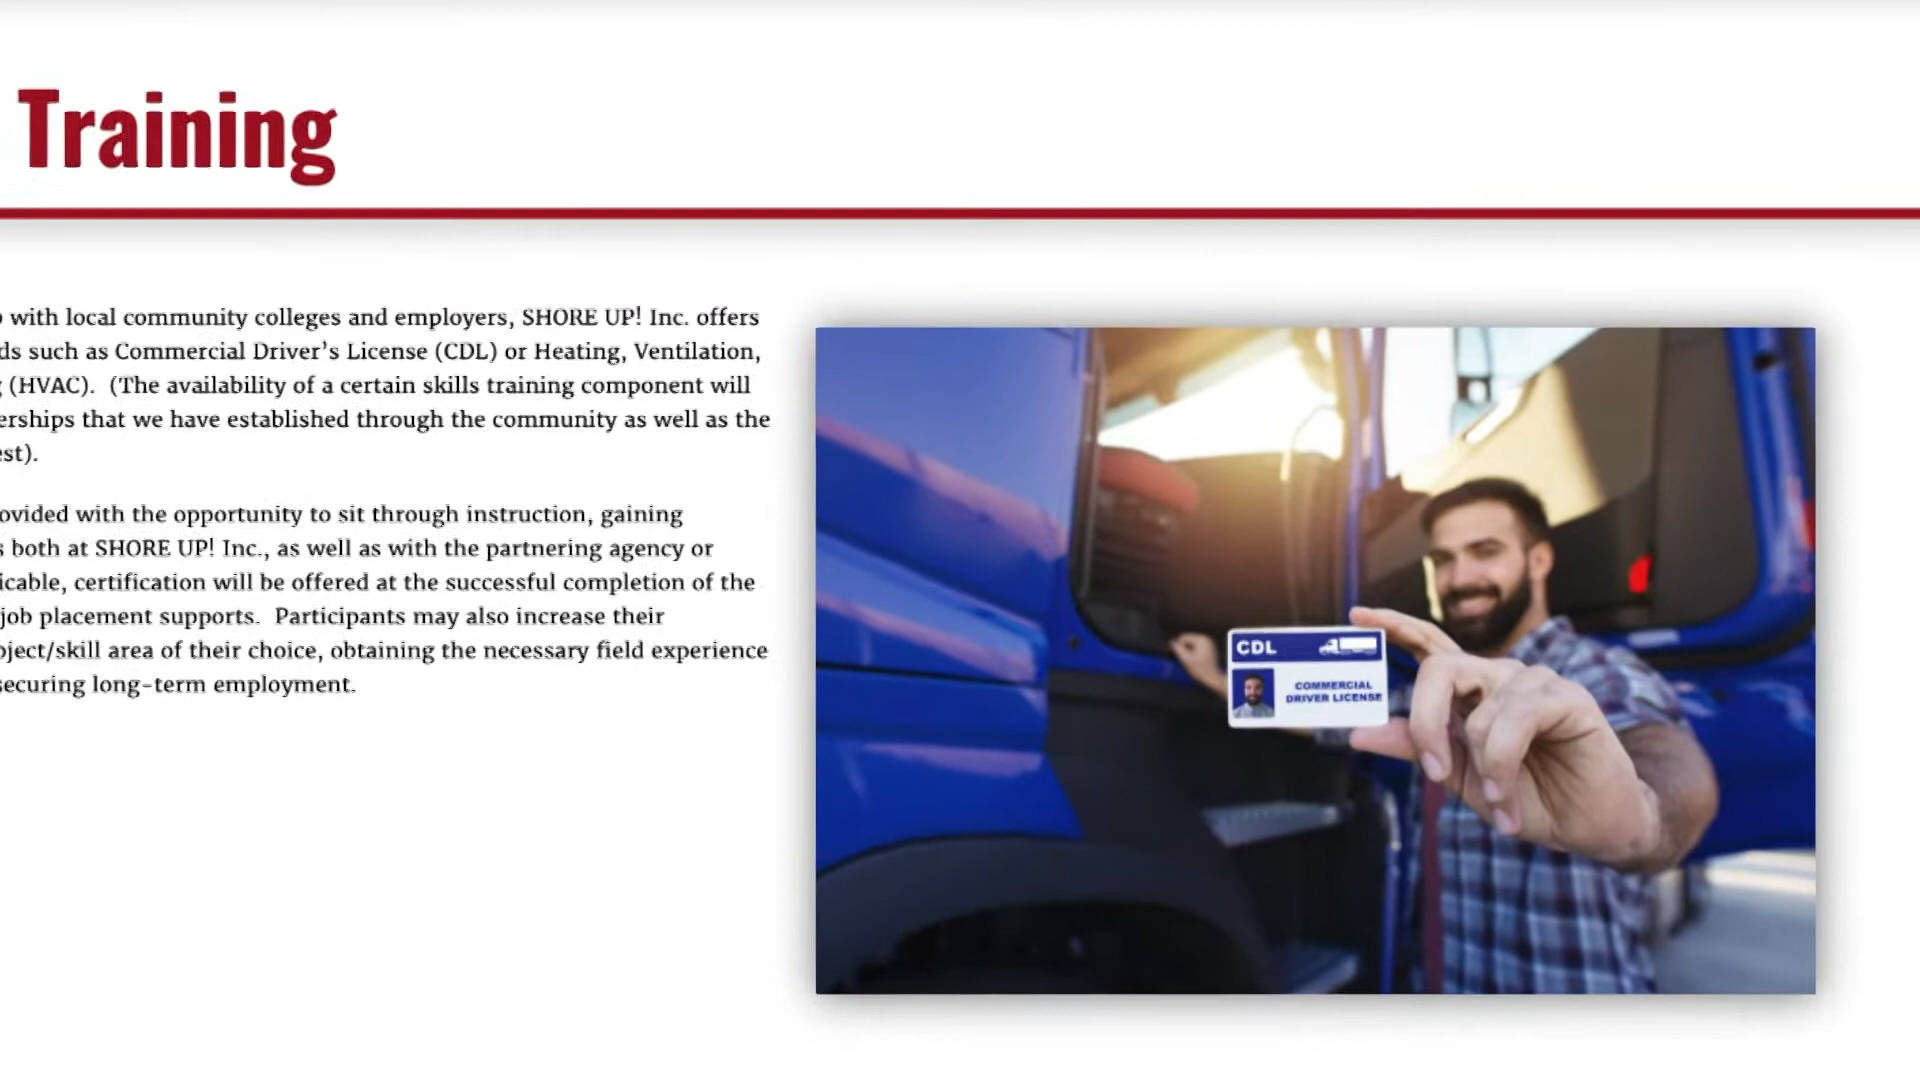 Training
with local community colleges and employers, SHORE UP! Inc. offers
such as Commercial Driver's License (CDL) or Heating, Ventilation,
(HVAC).  (The availability of a certain skills training component will
that we have established through the community as well as the
with the opportunity to sit through instruction, gaining
both at SHORE UP! Inc., as well as with the partnering agency or
certification will be offered at the successful completion of the
job placement supports.  Participants may also increase their
area of their choice, obtaining the necessary field experience
securing long-term employment.
CDL
COMMERCIAL
DRIVER LICENSE